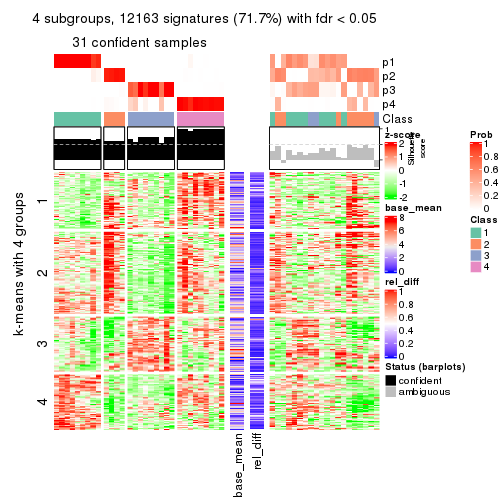 4 subgroups, 12163 signatures (71.7%) with fdr < 0.05
31 confident samples
p1
p2
p3
p4
Class
1
Silhouette
score
z-score
2
1
0
-1
-2
base_mean
8
6
4
2
0
rel_diff
1
0.8
0.6
0.4
0.2
0
Status (barplots)
confident
ambiguous
Prob
1
0.8
0.6
0.4
0.2
0
Class
1
2
3
4
k-means with 4 groups
1
2
3
4
base_mean
rel_diff